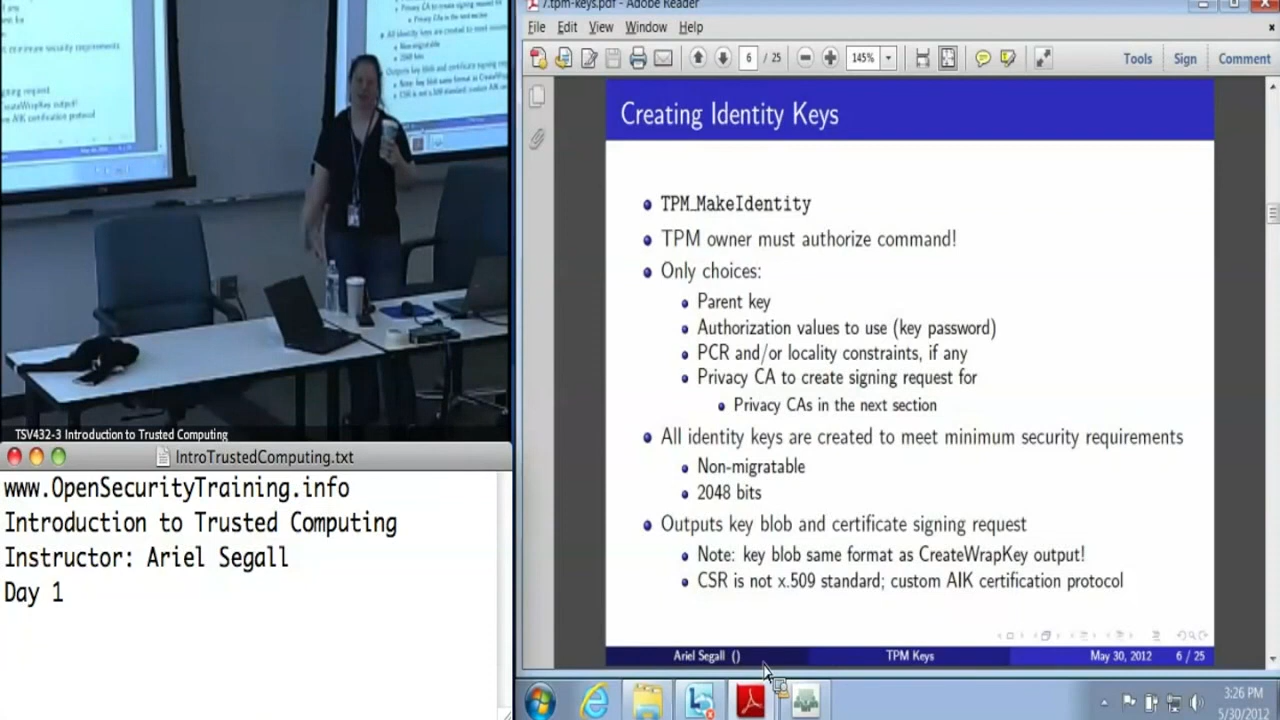 TSV432-3 Introduction to Trusted Computing
IntroTrustedComputing.txt
www.OpenSecurityTraining.info
Introduction to Trusted Computing
Instructor: Ariel Segall
Day 1
7.tpm-keys.pdf - Adobe Reader
File Edit View Window Help
6 / 25 145% Tools Sign Comment
Creating Identity Keys
TPM_MakeIdentity
TPM owner must authorize command!
Only choices:
Parent key
Authorization values to use (key password)
PCR and/or locality constraints, if any
Privacy CA to create signing request for
Privacy CAs in the next section
All identity keys are created to meet minimum security requirements
Non-migratable
2048 bits
Outputs key blob and certificate signing request
Note: key blob same format as CreateWrapKey output!
CSR is not x.509 standard; custom AIK certification protocol
Ariel Segall () TPM Keys May 30, 2012 6 / 25
3:26 PM
5/30/2012